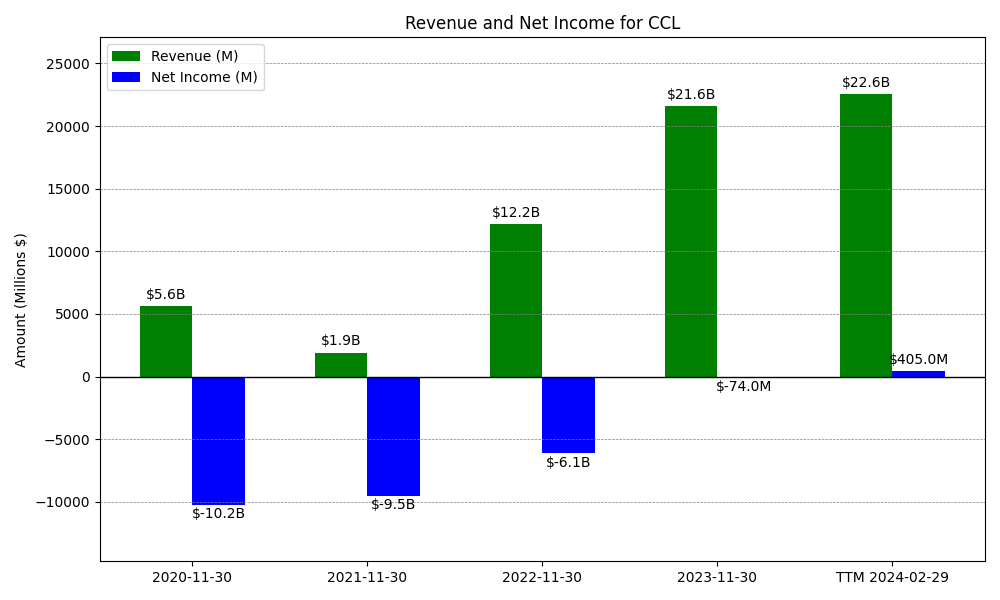 Revenue and Net Income for CCL
Revenue (M)
Net Income (M)
Amount (Millions $)
25000
20000
15000
10000
5000
0
−5000
−10000
$5.6B
$1.9B
$12.2B
$21.6B
$22.6B
$-10.2B
$-9.5B
$-6.1B
$-74.0M
$405.0M
2020-11-30
2021-11-30
2022-11-30
2023-11-30
TTM 2024-02-29